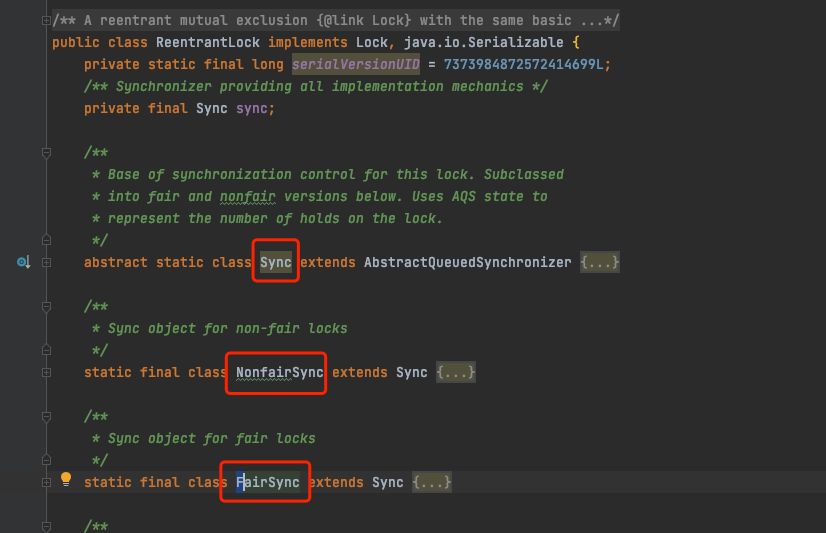 /** A reentrant mutual exclusion {@link Lock} with the same basic ...*/
public class ReentrantLock implements Lock, java.io.Serializable {
private static final long serialVersionUID = 7373984872572414699L;
/** Synchronizer providing all implementation mechanics */
private final Sync sync;
/**
* Base of synchronization control for this lock. Subclassed
* into fair and nonfair versions below. Uses AQS state to
* represent the number of holds on the lock.
*/
abstract static class Sync extends AbstractQueuedSynchronizer {...}
/**
* Sync object for non-fair locks
*/
static final class NonfairSync extends Sync {...}
/**
* Sync object for fair locks
*/
static final class FairSync extends Sync {...}
/**